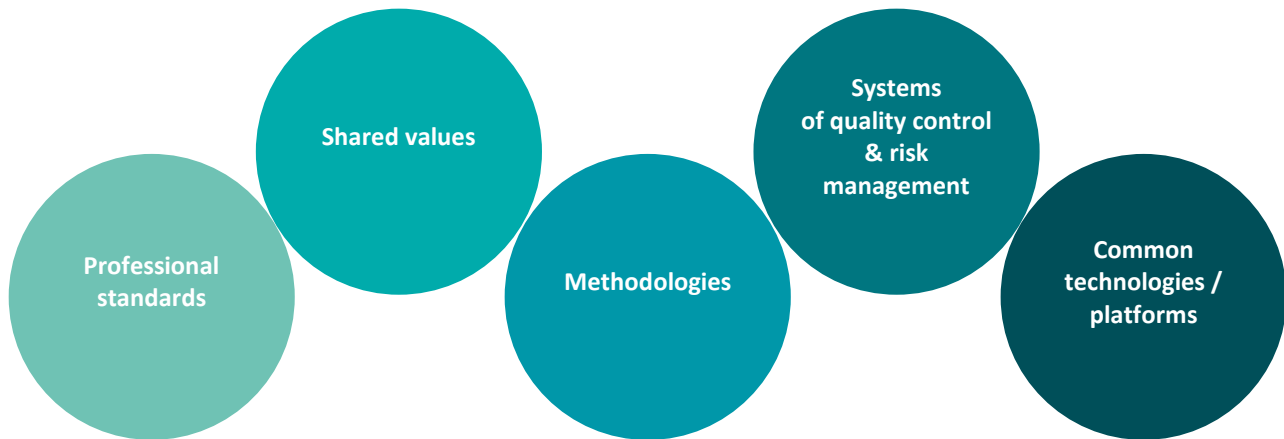 Professional
standards
Shared values
Methodologies
Systems
of quality control
& risk
management
Common
technologies /
platforms